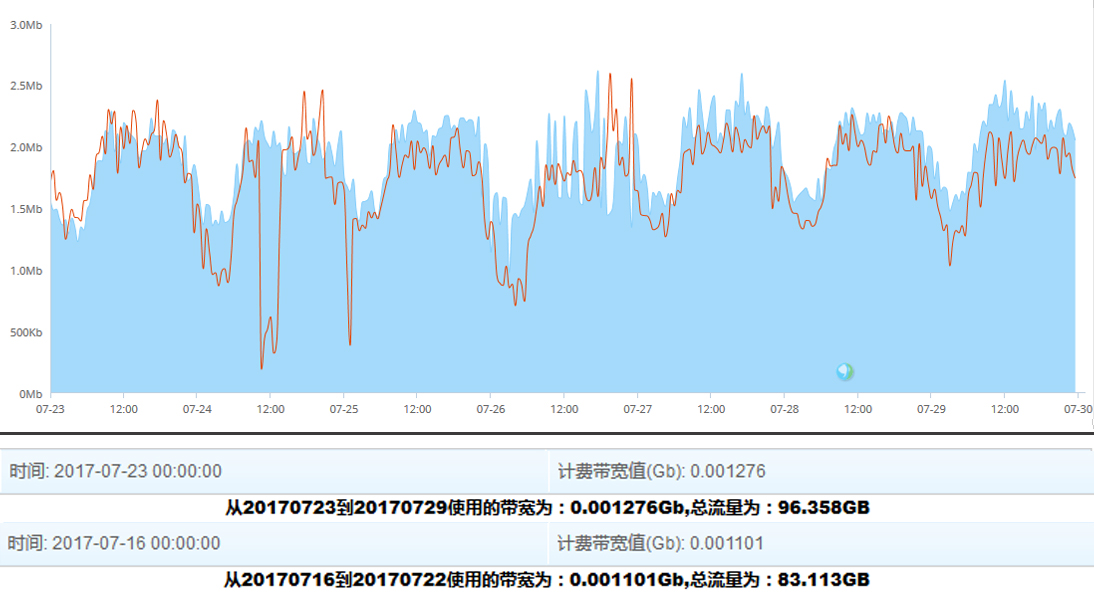 3.0Mb
2.5Mb
2.0Mb
1.5Mb
1.0Mb
500Kb
0Mb
07-23 12:00 07-24 12:00 07-25 12:00 07-26 12:00 07-27 12:00 07-28 12:00 07-29 12:00 07-30
时间: 2017-07-23 00:00:00 计费带宽值(Gb): 0.001276
从20170723到20170729使用的带宽为：0.001276Gb,总流量为：96.358GB
时间: 2017-07-16 00:00:00 计费带宽值(Gb): 0.001101
从20170716到20170722使用的带宽为：0.001101Gb,总流量为：83.113GB